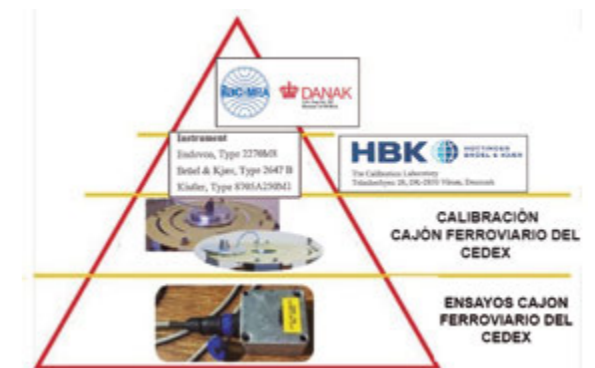 ilac-MRA
DANAK
Instrument
Endevco, Type 2270M8
Brüel & Kjær, Type 2647 B
Kistler, Type 8705A250M1
HBK
HOTTINGER
BRÜEL & KJÆR
The Calibration Laboratory
CALIBRACIÓN
CAJÓN FERROVIARIO DEL
CEDEX
ENSAYOS CAJON
FERROVIARIO DEL
CEDEX